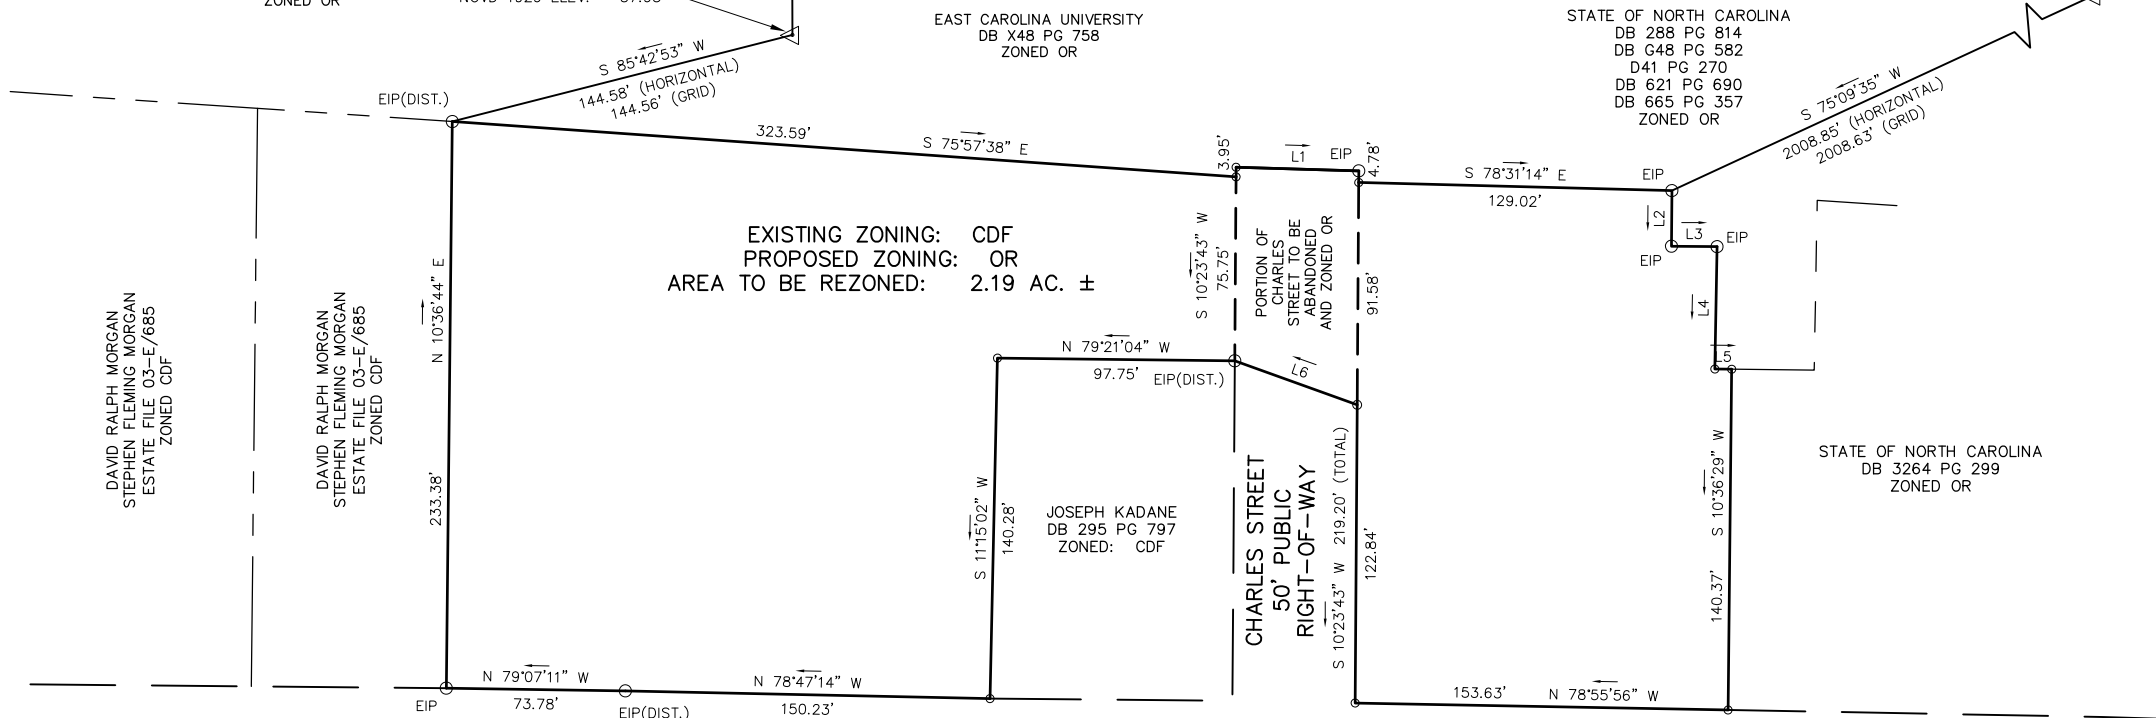 ZONED OR
EAST CAROLINA UNIVERSITY
DB X48 PG 758
ZONED OR
STATE OF NORTH CAROLINA
DB 288 PG 814
DB G48 PG 582
D41 PG 270
DB 621 PG 690
DB 665 PG 357
ZONED OR
S 85°42'53" W
144.58' (HORIZONTAL)
144.56' (GRID)
S 75°09'35" W
2008.85' (HORIZONTAL)
2008.63' (GRID)
EIP(DIST.)
323.59'
S 75°57'38" E
3.95'
L1
EIP
4.78'
S 78°31'14" E
129.02'
EIP
L2
L3
EIP
EIP
L4
L5
EXISTING ZONING: CDF
PROPOSED ZONING: OR
AREA TO BE REZONED: 2.19 AC. ±
S 10°23'43" W
75.75'
PORTION OF
CHARLES
STREET TO BE
ABANDONED
AND ZONED OR
91.58'
N 10°36'44" E
233.38'
DAVID RALPH MORGAN
STEPHEN FLEMING MORGAN
ESTATE FILE 03-E/685
ZONED CDF
DAVID RALPH MORGAN
STEPHEN FLEMING MORGAN
ESTATE FILE 03-E/685
ZONED CDF
N 79°21'04" W
97.75'
EIP(DIST.)
L6
S 11°15'02" W
140.28'
JOSEPH KADANE
DB 295 PG 797
ZONED: CDF
CHARLES STREET
50' PUBLIC
RIGHT-OF-WAY
S 10°23'43" W 219.20' (TOTAL)
122.84'
S 10°36'29" W
140.37'
STATE OF NORTH CAROLINA
DB 3264 PG 299
ZONED OR
N 79°07'11" W
73.78'
EIP
EIP(DIST.)
N 78°47'14" W
150.23'
153.63' N 78°55'56" W